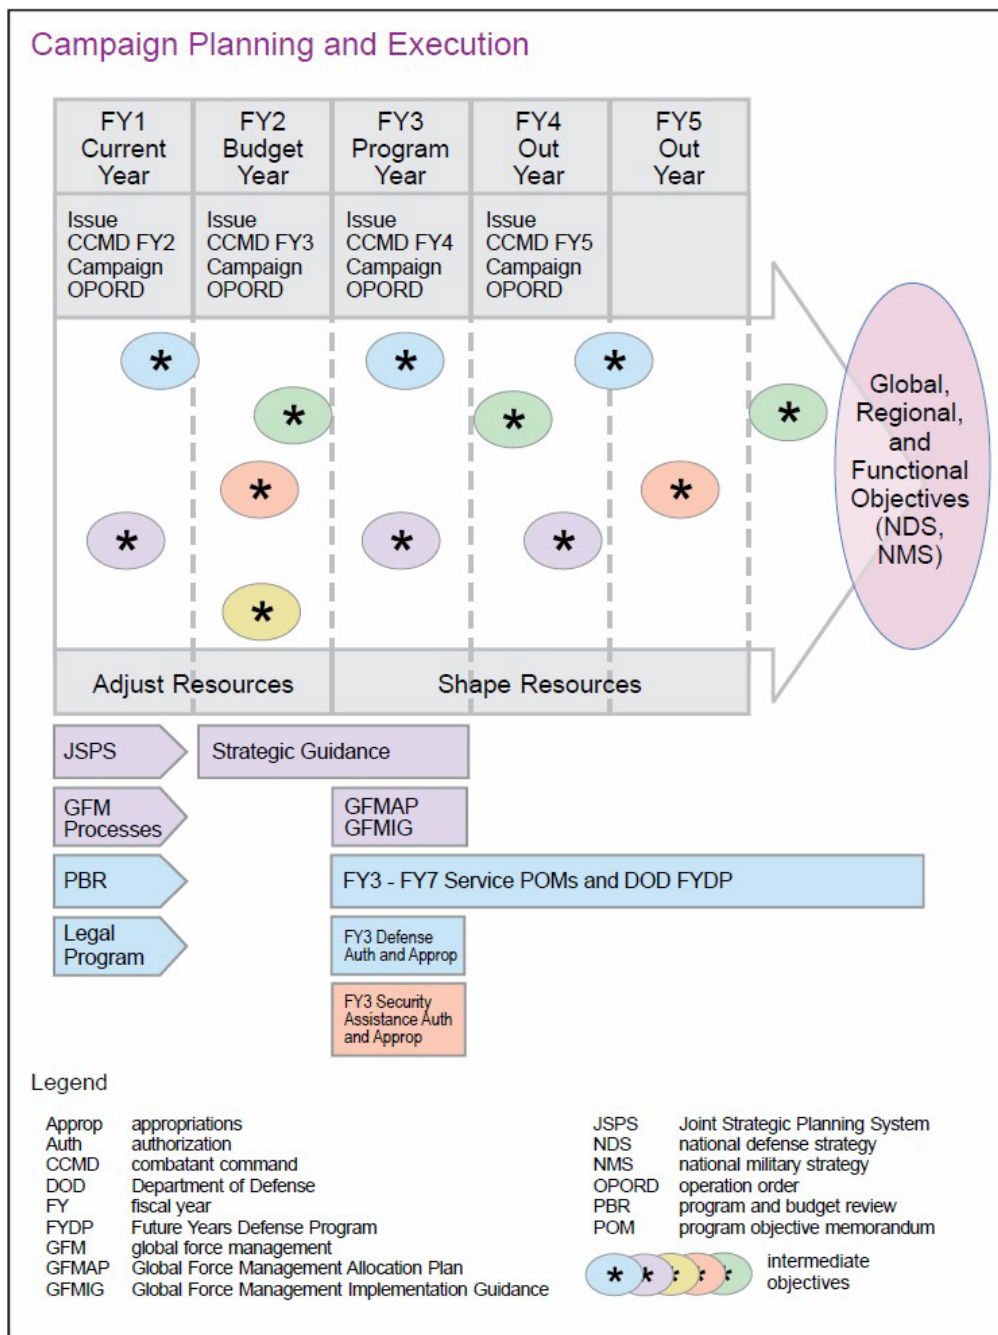 Campaign Planning and Execution
FY1
Current
Year
FY2
Budget
Year
FY3
Program
Year
FY4
Out
Year
FY5
Out
Year
Issue
CCMD FY2
Campaign
OPORD
Issue
CCMD FY3
Campaign
OPORD
Issue
CCMD FY4
Campaign
OPORD
Issue
CCMD FY5
Campaign
OPORD
*
*
*
*
*
*
*
*
*
*
*
*
Global,
Regional,
and
Functional
Objectives
(NDS,
NMS)
Adjust Resources
Shape Resources
JSPS
Strategic Guidance
GFM
Processes
GFMAP
GFMIG
PBR
FY3 - FY7 Service POMs and DOD FYDP
Legal
Program
FY3 Defense
Auth and Approp
FY3 Security
Assistance Auth
and Approp
Legend
Approp appropriations
Auth authorization
CCMD combatant command
DOD Department of Defense
FY fiscal year
FYDP Future Years Defense Program
GFM global force management
GFMAP Global Force Management Allocation Plan
GFMIG Global Force Management Implementation Guidance
JSPS Joint Strategic Planning System
NDS national defense strategy
NMS national military strategy
OPORD operation order
PBR program and budget review
POM program objective memorandum
* * * * *
intermediate
objectives